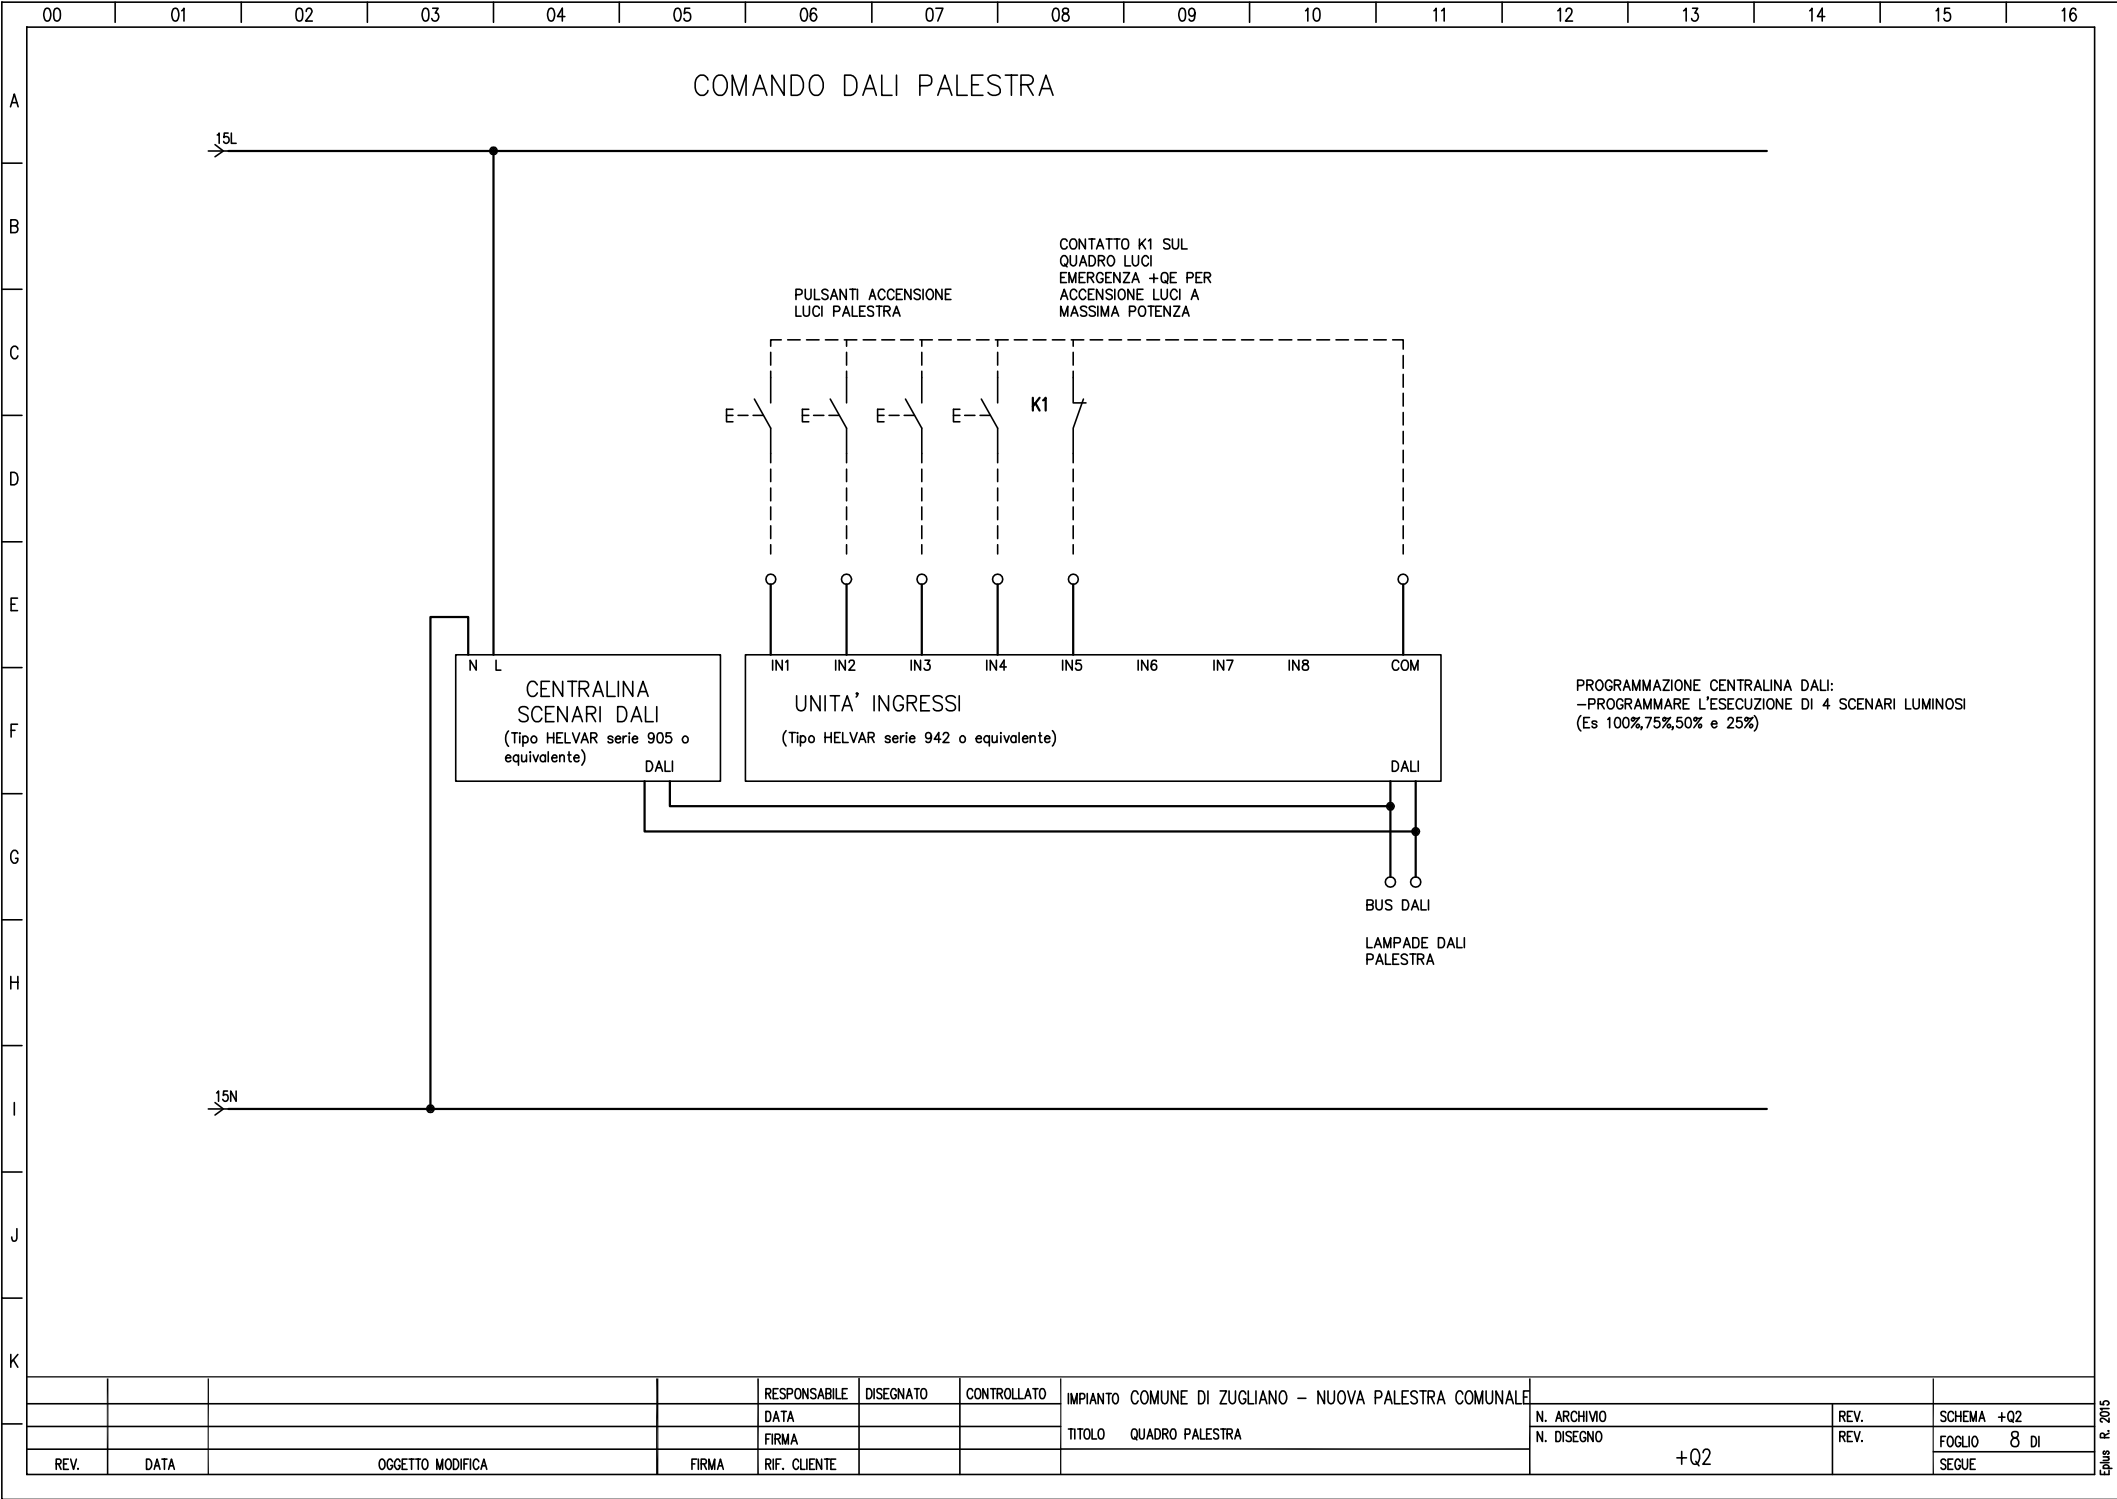 00 01 02 03 04 05 06 07 08 09 10 11 12 13 14 15 16
A
B
C
D
E
F
G
H
I
J
K
COMANDO DALI PALESTRA
15L
CONTATTO K1 SUL
QUADRO LUCI
EMERGENZA +QE PER
ACCENSIONE LUCI A
MASSIMA POTENZA
PULSANTI ACCENSIONE
LUCI PALESTRA
K1
N L
CENTRALINA
SCENARI DALI
(Tipo HELVAR serie 905 o
equivalente)
DALI
IN1 IN2 IN3 IN4 IN5 IN6 IN7 IN8 COM
UNITA' INGRESSI
(Tipo HELVAR serie 942 o equivalente)
DALI
PROGRAMMAZIONE CENTRALINA DALI:
-PROGRAMMARE L'ESECUZIONE DI 4 SCENARI LUMINOSI
(Es 100%,75%,50% e 25%)
BUS DALI
LAMPADE DALI
PALESTRA
15N
REV. DATA OGGETTO MODIFICA FIRMA
RESPONSABILE DISEGNATO CONTROLLATO
DATA
FIRMA
RIF. CLIENTE
IMPIANTO COMUNE DI ZUGLIANO - NUOVA PALESTRA COMUNALE
TITOLO QUADRO PALESTRA
N. ARCHIVIO REV.
N. DISEGNO REV.
+Q2
SCHEMA +Q2
FOGLIO 8 DI
SEGUE
Eplus R. 2015